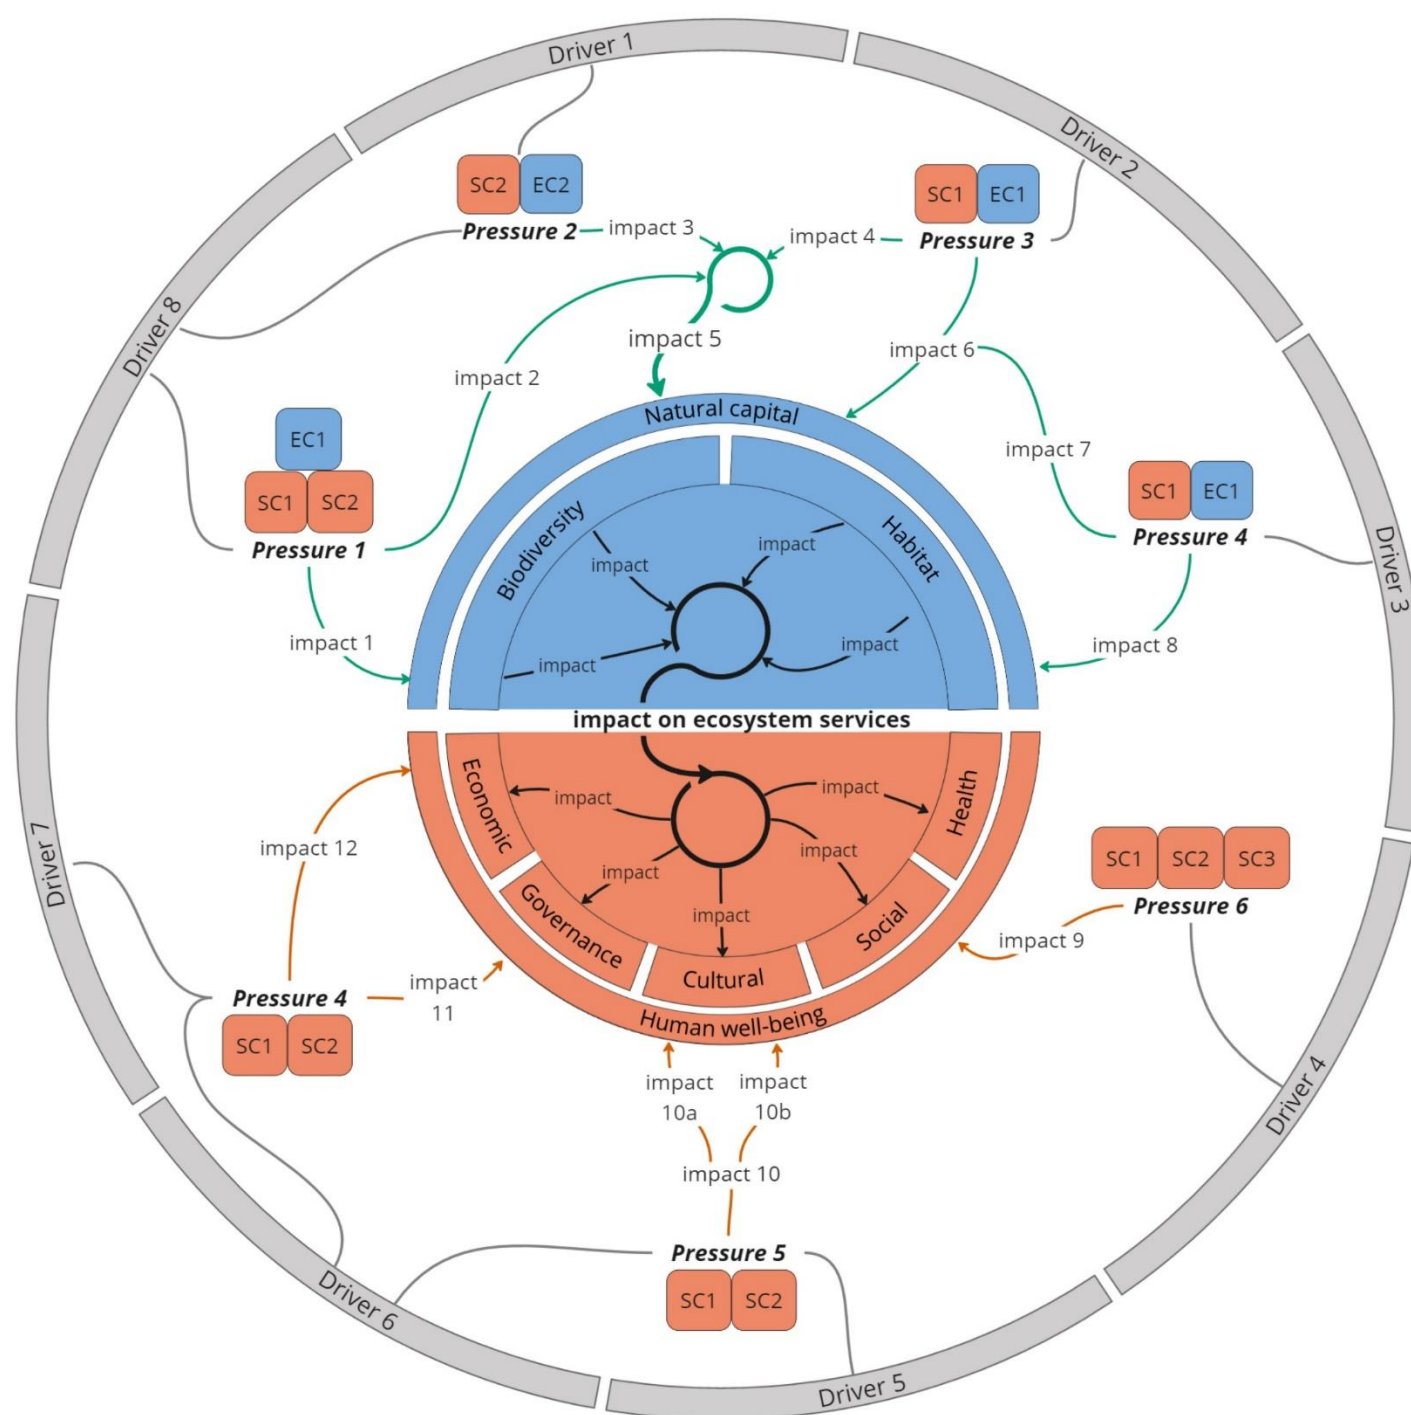 Driver 1
Driver 2
SC2 EC2
Pressure 2
impact 3
impact 4
SC1 EC1
Pressure 3
Driver 8
impact 5
impact 6
impact 2
Natural capital
EC1
SC1 SC2
Pressure 1
impact 7
SC1 EC1
Pressure 4
Driver 3
Biodiversity
Habitat
impact
impact
impact
impact
impact 1
impact 8
impact on ecosystem services
Economic
Health
impact
impact
impact
impact
impact
Governance
Cultural
Social
Human well-being
impact 12
Driver 7
SC1 SC2 SC3
Pressure 6
impact 9
Pressure 4
SC1 SC2
impact
11
impact
10a
impact
10b
impact 10
Driver 4
Pressure 5
SC1 SC2
Driver 6
Driver 5